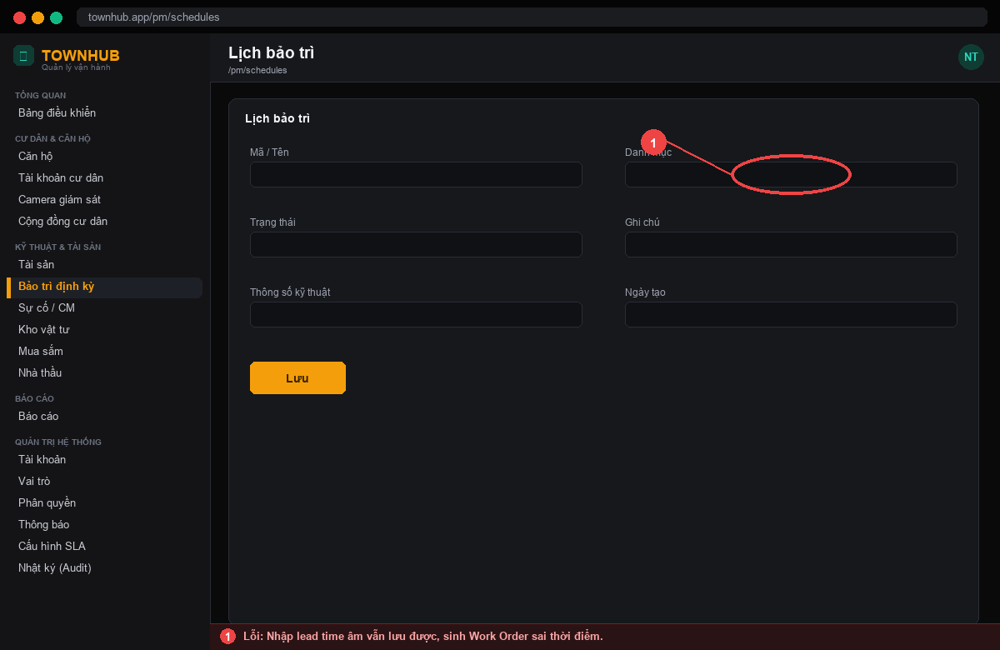 townhub.app/pm/schedules
TOWNHUB
Quản lý vận hành
TỔNG QUAN
Bảng điều khiển
CƯ DÂN & CĂN HỘ
Căn hộ
Tài khoản cư dân
Camera giám sát
Cộng đồng cư dân
KỸ THUẬT & TÀI SẢN
Tài sản
Bảo trì định kỳ
Sự cố / CM
Kho vật tư
Mua sắm
Nhà thầu
BÁO CÁO
Báo cáo
QUẢN TRỊ HỆ THỐNG
Tài khoản
Vai trò
Phân quyền
Thông báo
Cấu hình SLA
Nhật ký (Audit)
Lịch bảo trì
/pm/schedules
NT
Lịch bảo trì
Mã / Tên
1
Danh mục
Trạng thái
Ghi chú
Thông số kỹ thuật
Ngày tạo
Lưu
1 Lỗi: Nhập lead time âm vẫn lưu được, sinh Work Order sai thời điểm.